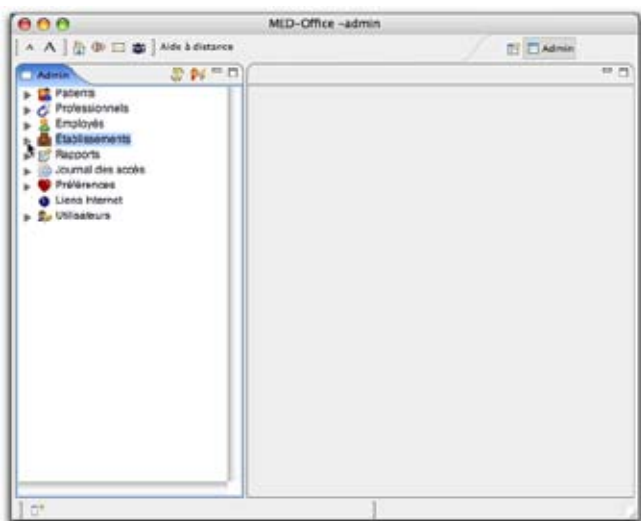 MED-Office -admin
A A Aide à distance
Admin
Admin
Patients
Professionnels
Employés
Établissements
Rapports
Journal des accès
Préférences
Liens Internet
Utilisateurs